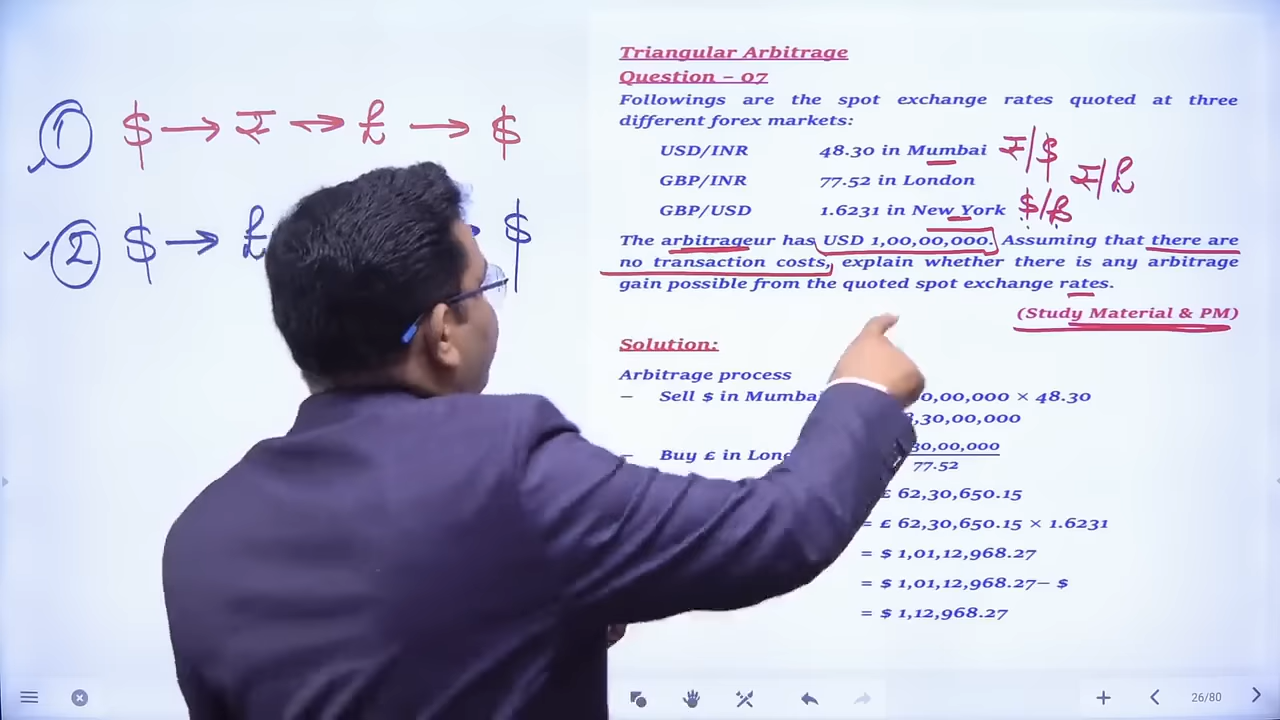 ① $ → ₹ → £ → $
② $ → £ $
Triangular Arbitrage
Question – 07
Followings are the spot exchange rates quoted at three
different forex markets:
USD/INR 48.30 in Mumbai ₹/$
GBP/INR 77.52 in London ₹/£
GBP/USD 1.6231 in New York $/£
The arbitrageur has USD 1,00,00,000. Assuming that there are
no transaction costs, explain whether there is any arbitrage
gain possible from the quoted spot exchange rates.
(Study Material & PM)
Solution:
Arbitrage process
– Sell $ in Mumba 0,00,000 × 48.30
,30,00,000
– Buy £ in Lon 30,00,000
77.52
£ 62,30,650.15
= £ 62,30,650.15 × 1.6231
= $ 1,01,12,968.27
= $ 1,01,12,968.27– $
= $ 1,12,968.27
26/80